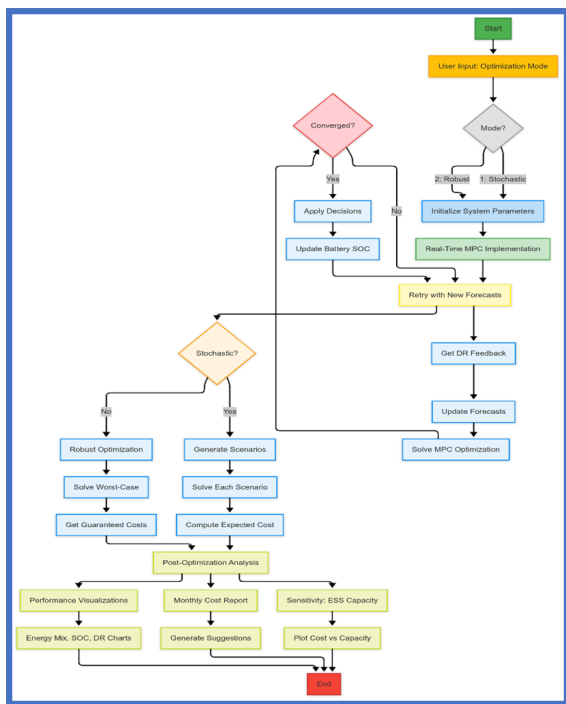 Start
User Input: Optimization Mode
Mode?
2: Robust
1: Stochastic
Converged?
Yes
No
Apply Decisions
Initialize System Parameters
Update Battery SOC
Real-Time MPC Implementation
Retry with New Forecasts
Stochastic?
Get DR Feedback
No
Yes
Update Forecasts
Robust Optimization
Generate Scenarios
Solve MPC Optimization
Solve Worst-Case
Solve Each Scenario
Get Guaranteed Costs
Compute Expected Cost
Post-Optimization Analysis
Performance Visualizations
Monthly Cost Report
Sensitivity: ESS Capacity
Energy Mix, SOC, DR Charts
Generate Suggestions
Plot Cost vs Capacity
End